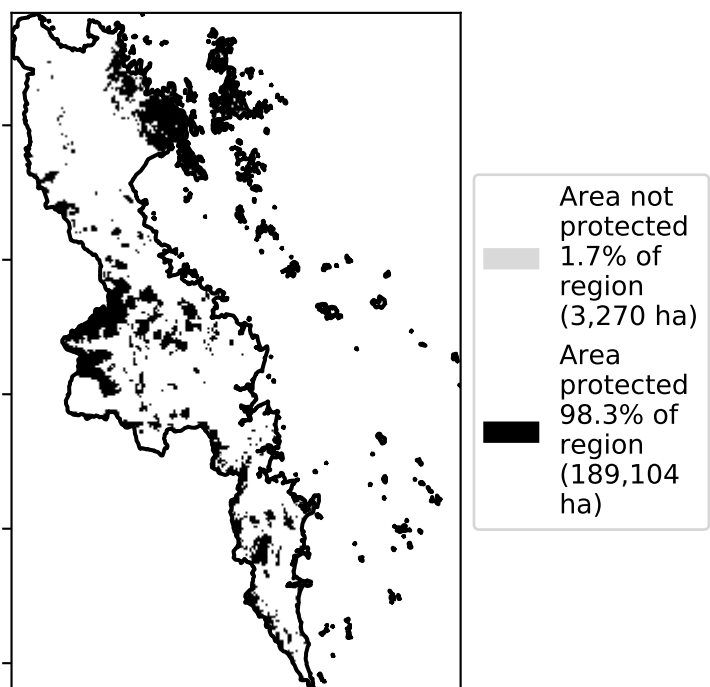 Area not
protected
1.7% of
region
(3,270 ha)
Area
protected
98.3% of
region
(189,104
ha)